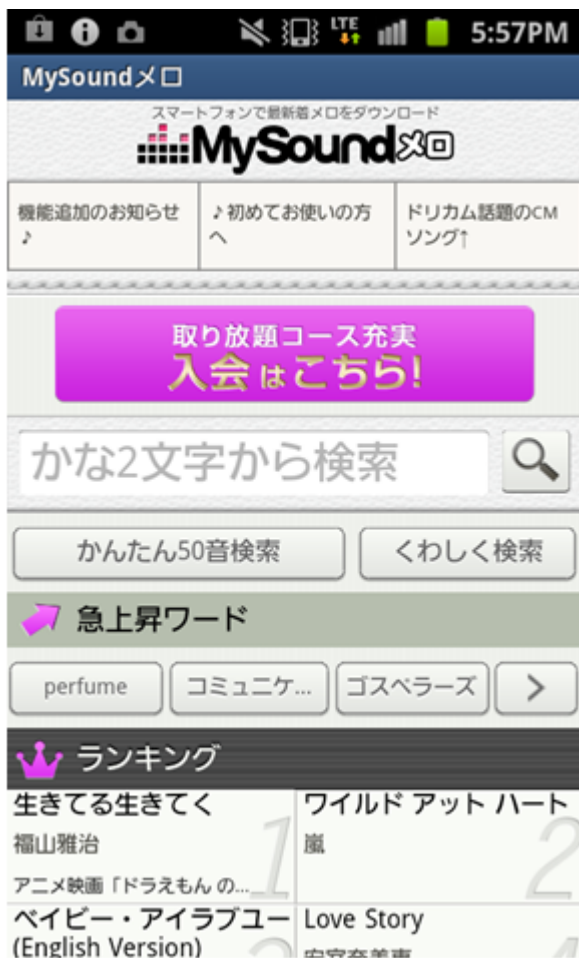 LTE
5:57PM
MySoundメロ
スマートフォンで最新着メロをダウンロード
MySoundメロ
機能追加のお知らせ
♪
♪初めてお使いの方
へ
ドリカム話題のCM
ソング↑
取り放題コース充実
入会はこちら!
かな2文字から検索
かんたん50音検索
くわしく検索
急上昇ワード
perfume
コミュニケ...
ゴスペラーズ
>
ランキング
生きてる生きてく
福山雅治
アニメ映画「ドラえもん の...
1
ワイルド アット ハート
嵐
2
ベイビー・アイラブユー
(English Version)
Love Story
安室奈美恵